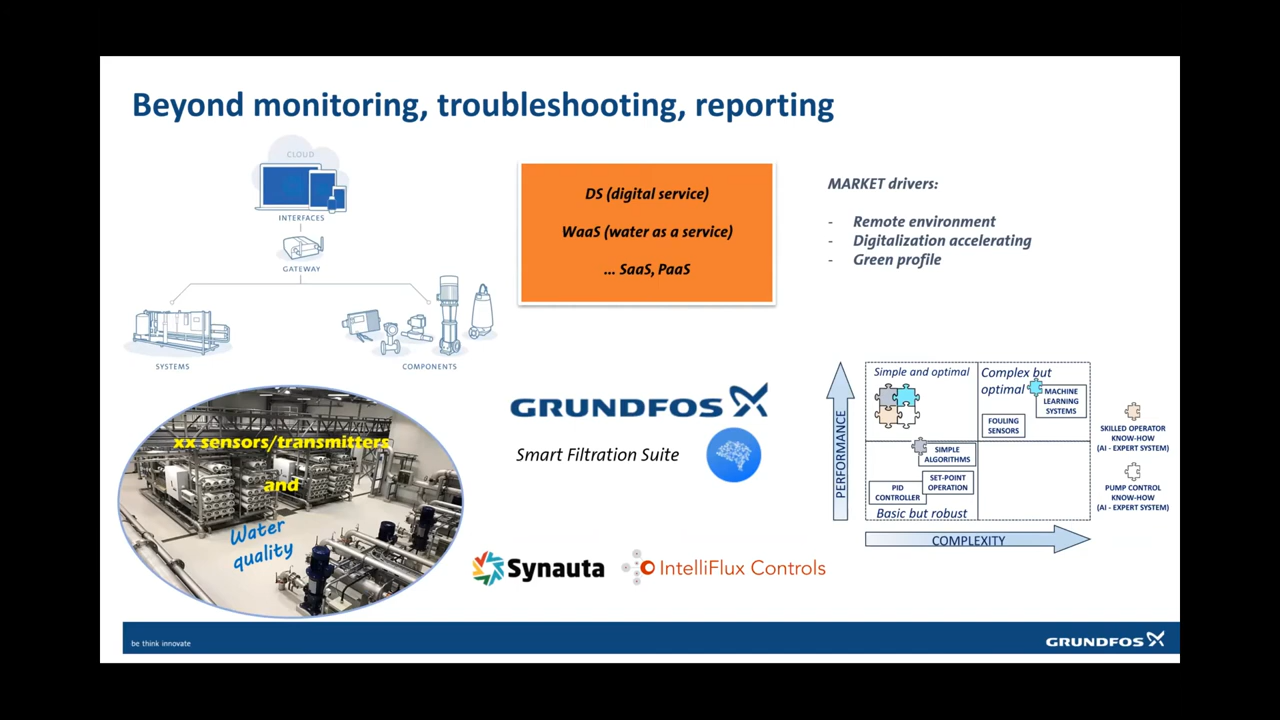 Beyond monitoring, troubleshooting, reporting
CLOUD
INTERFACES
GATEWAY
SYSTEMS
COMPONENTS
DS (digital service)
WaaS (water as a service)
... SaaS, PaaS
MARKET drivers:
- Remote environment
- Digitalization accelerating
- Green profile
xx sensors/transmitters
and
Water
quality
GRUNDFOS
Smart Filtration Suite
Synauta
IntelliFlux Controls
PERFORMANCE
Simple and optimal
Complex but
optimal
MACHINE
LEARNING
SYSTEMS
FOULING
SENSORS
SIMPLE
ALGORITHMS
SET-POINT
OPERATION
PID
CONTROLLER
Basic but robust
COMPLEXITY
SKILLED OPERATOR
KNOW-HOW
(AI - EXPERT SYSTEM)
PUMP CONTROL
KNOW-HOW
(AI - EXPERT SYSTEM)
be think innovate
GRUNDFOS